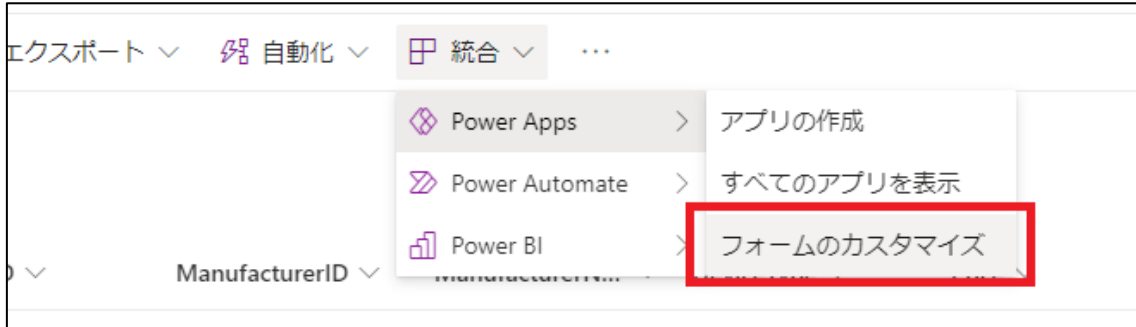 エクスポート 自動化 統合 ...
Power Apps アプリの作成
Power Automate すべてのアプリを表示
Power BI フォームのカスタマイズ
ManufacturerID